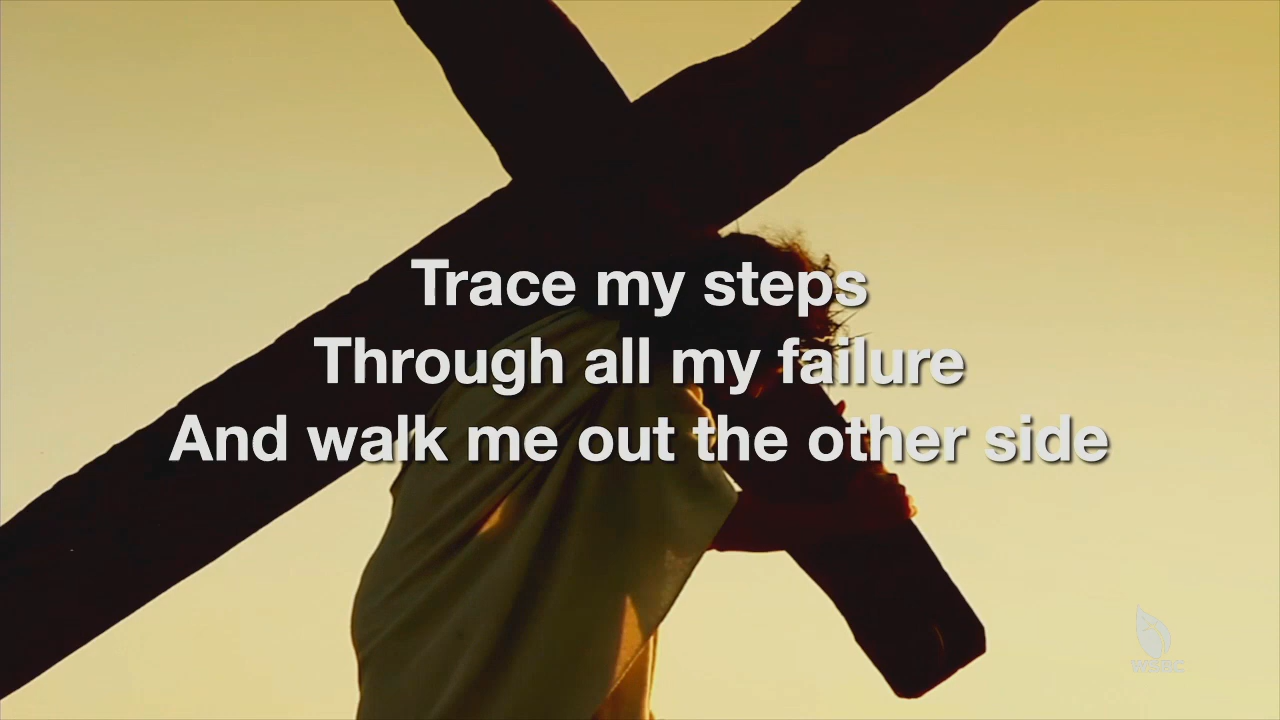 Trace my steps
Through all my failure
And walk me out the other side